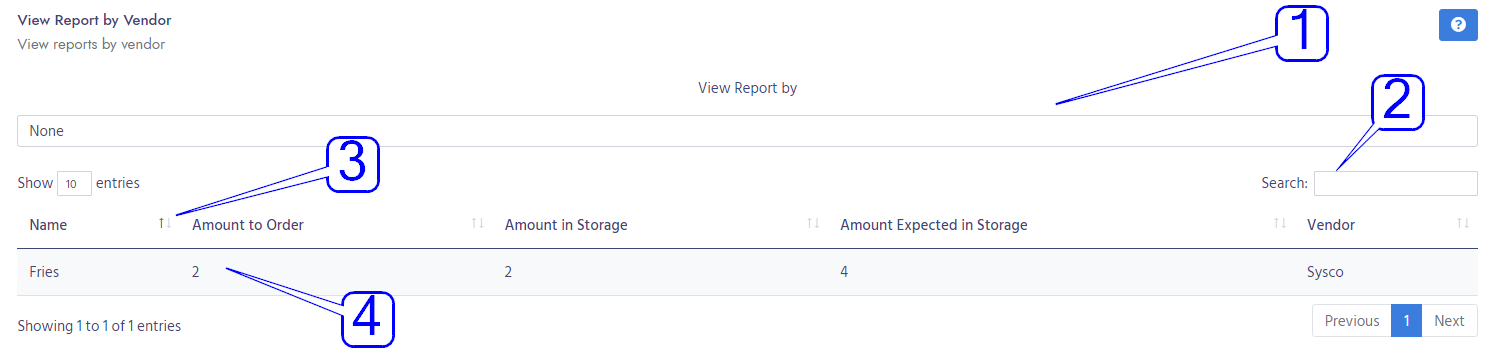 View Report by Vendor
View reports by vendor
?
1
View Report by
2
None
3
Show 10 entries
Search:
Name Amount to Order Amount in Storage Amount Expected in Storage Vendor
Fries 2 2 4 Sysco
4
Showing 1 to 1 of 1 entries
Previous 1 Next